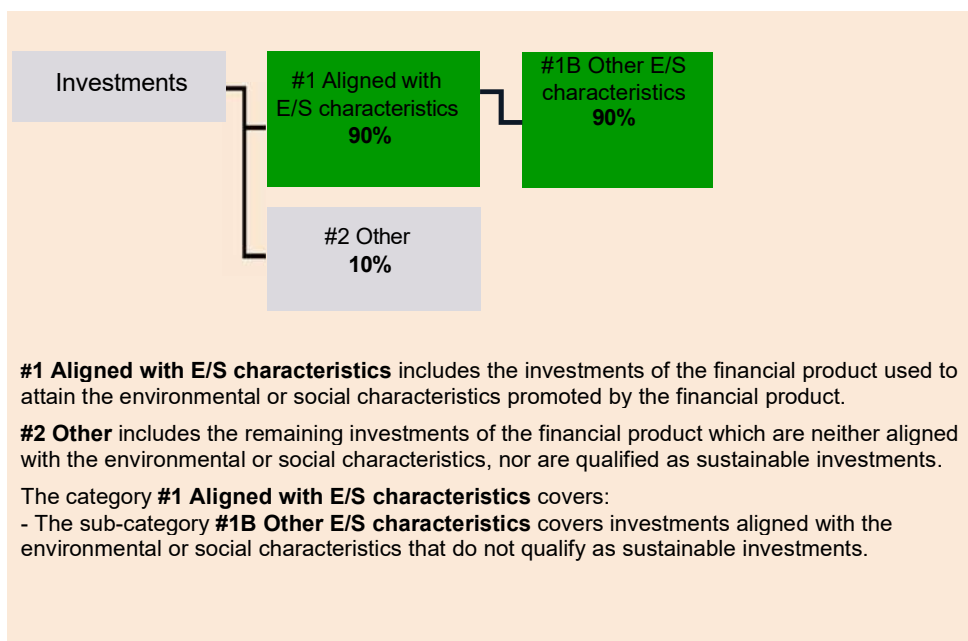 Investments
#1 Aligned with
E/S characteristics
90%
#1B Other E/S
characteristics
90%
#2 Other
10%
#1 Aligned with E/S characteristics includes the investments of the financial product used to
attain the environmental or social characteristics promoted by the financial product.
#2 Other includes the remaining investments of the financial product which are neither aligned
with the environmental or social characteristics, nor are qualified as sustainable investments.
The category #1 Aligned with E/S characteristics covers:
- The sub-category #1B Other E/S characteristics covers investments aligned with the
environmental or social characteristics that do not qualify as sustainable investments.